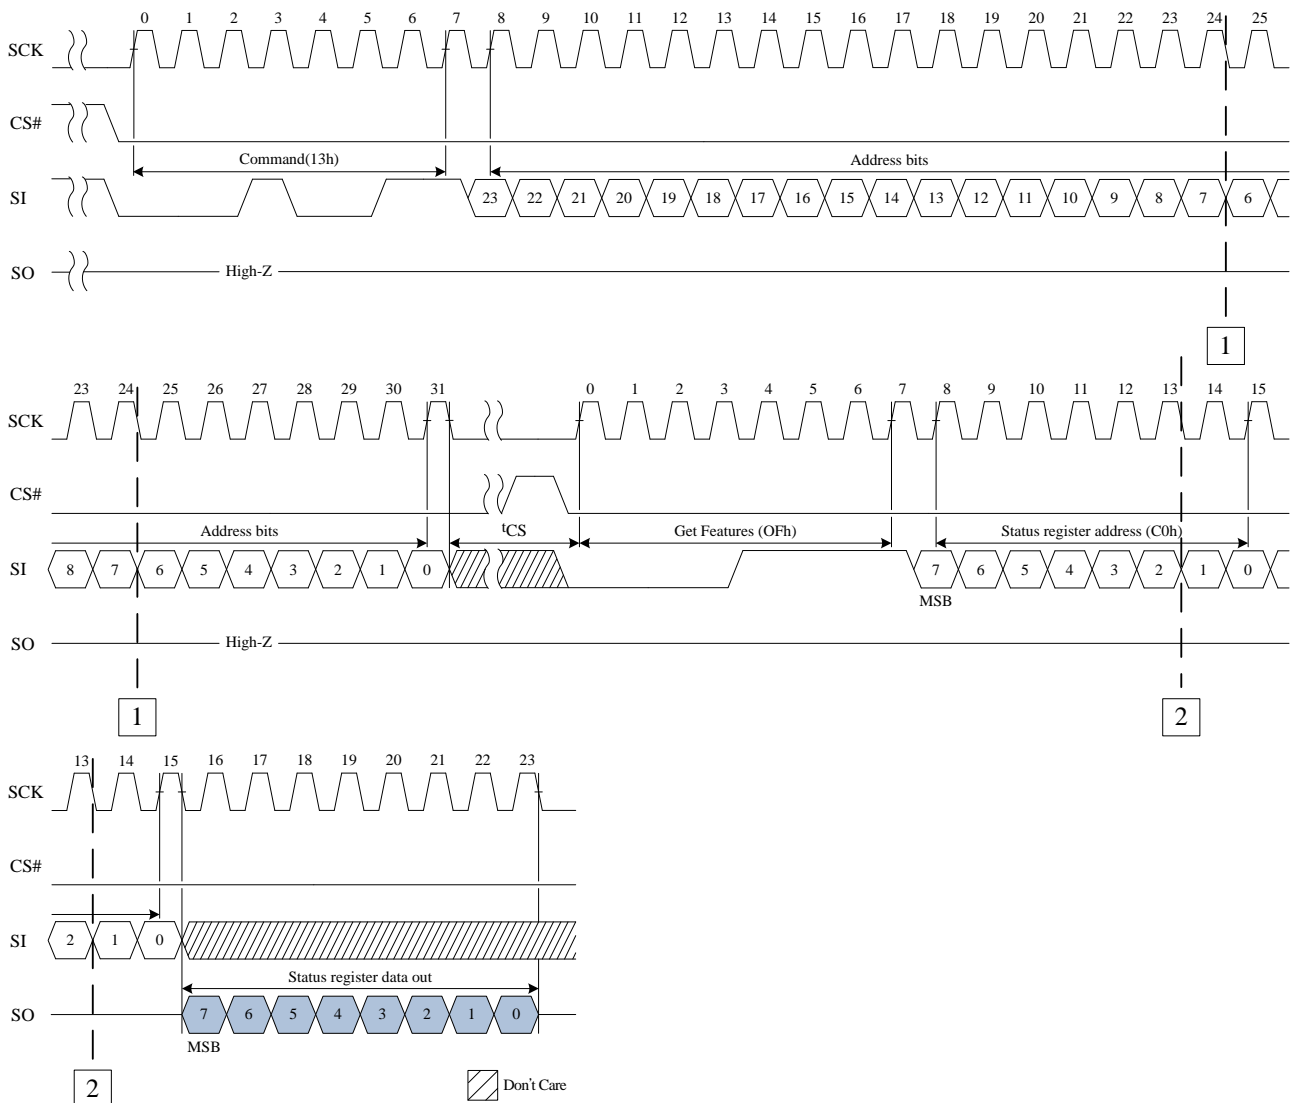 0 1 2 3 4 5 6 7 8 9 10 11 12 13 14 15 16 17 18 19 20 21 22 23 24 25
SCK
CS#
Command(13h) Address bits
SI 23 22 21 20 19 18 17 16 15 14 13 12 11 10 9 8 7 6
SO High-Z
1
23 24 25 26 27 28 29 30 31 0 1 2 3 4 5 6 7 8 9 10 11 12 13 14 15
SCK
CS#
Address bits tCS Get Features (OFh) Status register address (C0h)
SI 8 7 6 5 4 3 2 1 0 7 6 5 4 3 2 1 0
MSB
SO High-Z
1 2
13 14 15 16 17 18 19 20 21 22 23
SCK
CS#
SI 2 1 0
Status register data out
SO 7 6 5 4 3 2 1 0
MSB
2 Don't Care